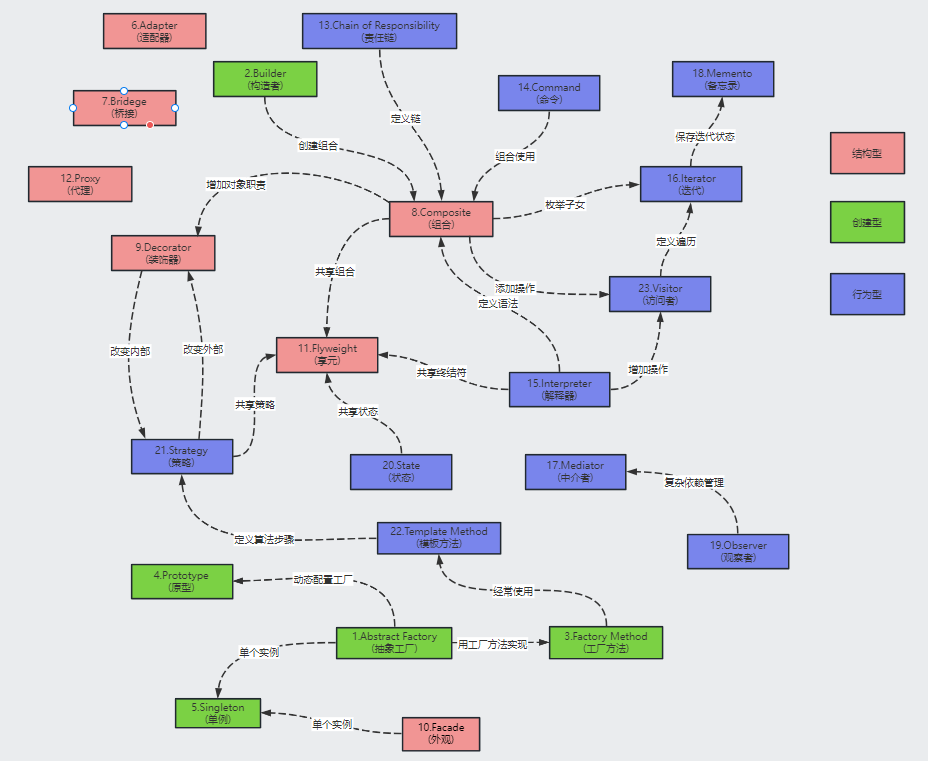 6.Adapter
(适配器)
13.Chain of Responsibility
(责任链)
2.Builder
(构造者)
18.Memento
(备忘录)
14.Command
(命令)
7.Bridege
(桥接)
定义链
保存迭代状态
创建组合
组合使用
结构型
12.Proxy
(代理)
增加对象职责
16.Iterator
(迭代)
枚举子女
8.Composite
(组合)
创建型
9.Decorator
(装饰器)
定义遍历
共享组合
添加操作
23.Visitor
(访问者)
行为型
定义语法
改变内部
改变外部
11.Flyweight
(享元)
共享终结符
增加操作
15.Interpreter
(解释器)
共享策略
共享状态
21.Strategy
(策略)
20.State
(状态)
17.Mediator
(中介者)
复杂依赖管理
定义算法步骤
22.Template Method
(模板方法)
19.Observer
(观察者)
4.Prototype
(原型)
动态配置工厂
经常使用
1.Abstract Factory
(抽象工厂)
用工厂方法实现
3.Factory Method
(工厂方法)
单个实例
5.Singleton
(单例)
单个实例
10.Facade
(外观)